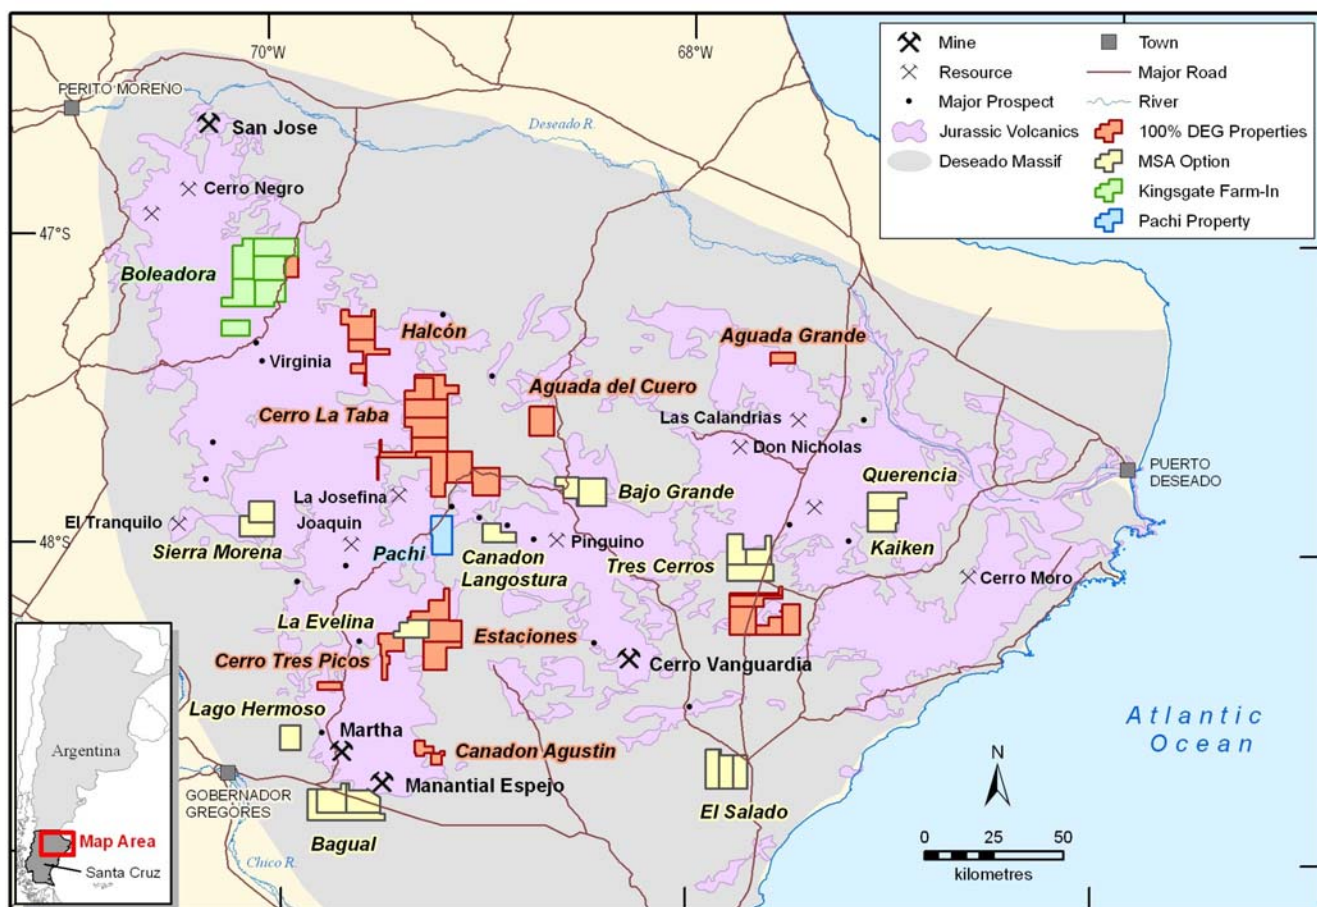 70°W
68°W
PERITO MORENO
San Jose
Deseado R.
Cerro Negro
47°S
Boleadora
Halcón
Virginia
Aguada Grande
Aguada del Cuero
Cerro La Taba
Las Calandrias
Don Nicholas
PUERTO
DESEADO
Querencia
Bajo Grande
La Josefina
El Tranquilo
Joaquin
48°S
Sierra Morena
Pachi
Canadon
Langostura
Pinguino
Tres Cerros
Kaiken
Cerro Moro
La Evelina
Estaciones
Cerro Tres Picos
Cerro Vanguardia
Lago Hermoso
Martha
Canadon Agustin
Manantial Espejo
GOBERNADOR
GREGORES
El Salado
Bagual
Chico R.
Atlantic
Ocean
N
0 25 50
kilometres
Mine
Resource
Major Prospect
Jurassic Volcanics
Deseado Massif
Town
Major Road
River
100% DEG Properties
MSA Option
Kingsgate Farm-In
Pachi Property
Argentina
Map Area
Santa Cruz